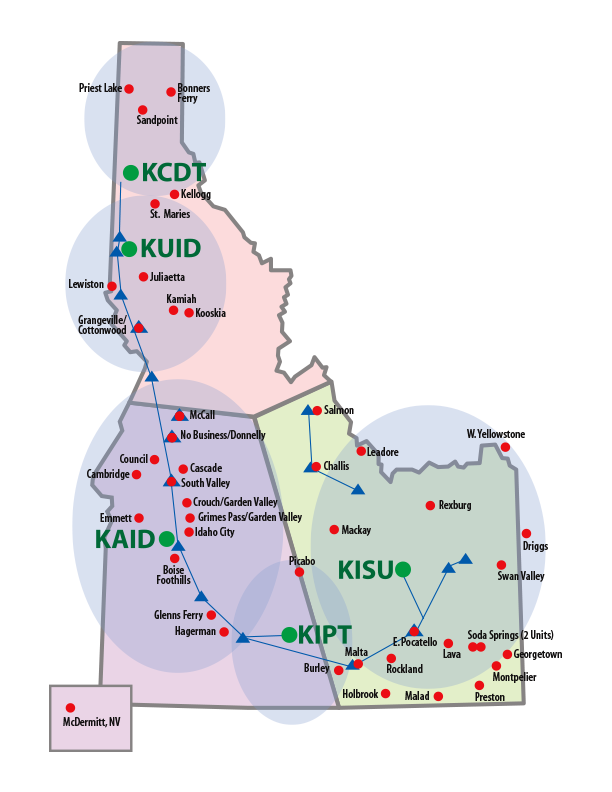 Priest Lake
Bonners
Ferry
Sandpoint
KCDT
Kellogg
St. Maries
KUID
Juliaetta
Lewiston
Kamiah
Kooskia
Grangeville/
Cottonwood
McCall
Salmon
No Business/Donnelly
W. Yellowstone
Leadore
Council
Cascade
Challis
Cambridge
South Valley
Crouch/Garden Valley
Rexburg
Emmett
Grimes Pass/Garden Valley
Idaho City
Mackay
KAID
Driggs
Boise
Foothills
Picabo
KISU
Swan Valley
Glenns Ferry
Hagerman
KIPT
E. Pocatello
Soda Springs (2 Units)
Lava
Georgetown
Malta
Burley
Rockland
Montpelier
Holbrook
Malad
Preston
McDermitt, NV